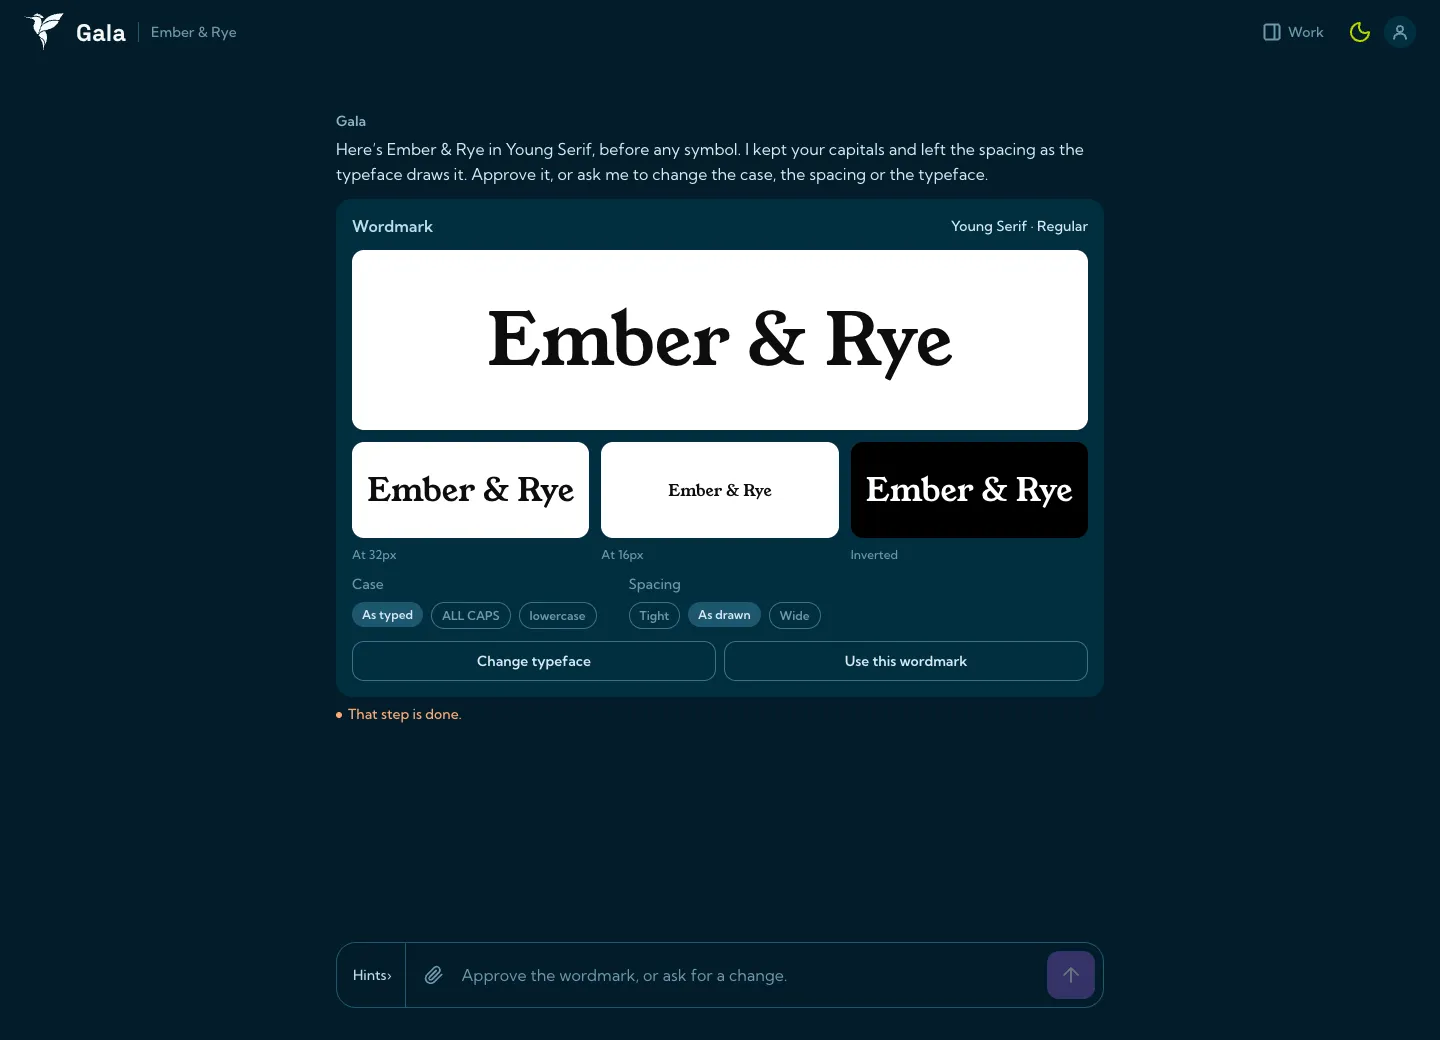 Gala
Ember & Rye
Work
Gala
Here’s Ember & Rye in Young Serif, before any symbol. I kept your capitals and left the spacing as the
typeface draws it. Approve it, or ask me to change the case, the spacing or the typeface.
Wordmark
Young Serif · Regular
Ember & Rye
Ember & Rye
Ember & Rye
Ember & Rye
At 32px
At 16px
Inverted
Case
Spacing
As typed
ALL CAPS
lowercase
Tight
As drawn
Wide
Change typeface
Use this wordmark
That step is done.
Hints›
Approve the wordmark, or ask for a change.